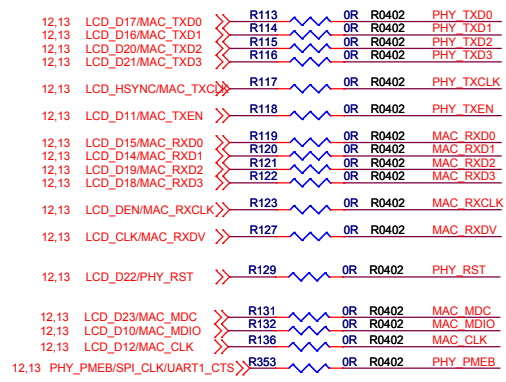 12,13 LCD_D17/MAC_TXD0 R113 0R R0402 PHY_TXD0
12,13 LCD_D16/MAC_TXD1 R114 0R R0402 PHY_TXD1
12,13 LCD_D20/MAC_TXD2 R115 0R R0402 PHY_TXD2
12,13 LCD_D21/MAC_TXD3 R116 0R R0402 PHY_TXD3
12,13 LCD_HSYNC/MAC_TXCLK R117 0R R0402 PHY_TXCLK
12,13 LCD_D11/MAC_TXEN R118 0R R0402 PHY_TXEN
12,13 LCD_D15/MAC_RXD0 R119 0R R0402 MAC_RXD0
12,13 LCD_D14/MAC_RXD1 R120 0R R0402 MAC_RXD1
12,13 LCD_D19/MAC_RXD2 R121 0R R0402 MAC_RXD2
12,13 LCD_D18/MAC_RXD3 R122 0R R0402 MAC_RXD3
12,13 LCD_DEN/MAC_RXCLK R123 0R R0402 MAC_RXCLK
12,13 LCD_CLK/MAC_RXDV R127 0R R0402 MAC_RXDV
12,13 LCD_D22/PHY_RST R129 0R R0402 PHY_RST
12,13 LCD_D23/MAC_MDC R131 0R R0402 MAC_MDC
12,13 LCD_D10/MAC_MDIO R132 0R R0402 MAC_MDIO
12,13 LCD_D12/MAC_CLK R136 0R R0402 MAC_CLK
12,13 PHY_PMEB/SPI_CLK/UART1_CTS R353 0R R0402 PHY_PMEB